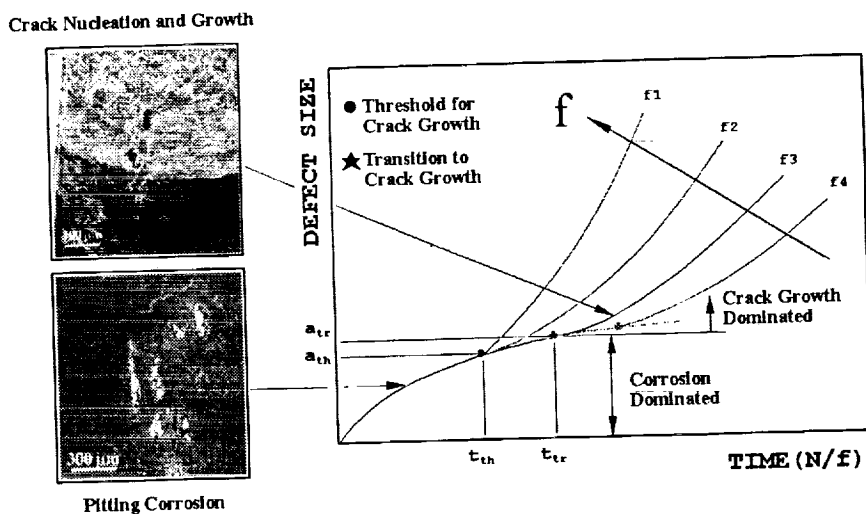 Crack Nucleation and Growth
DEFECT SIZE
● Threshold for
Crack Growth
★ Transition to
Crack Growth
f
f1
f2
f3
f4
a_tr
a_th
Crack Growth
Dominated
Corrosion
Dominated
300 μm
t_th
t_tr
TIME (N/f)
Pitting Corrosion